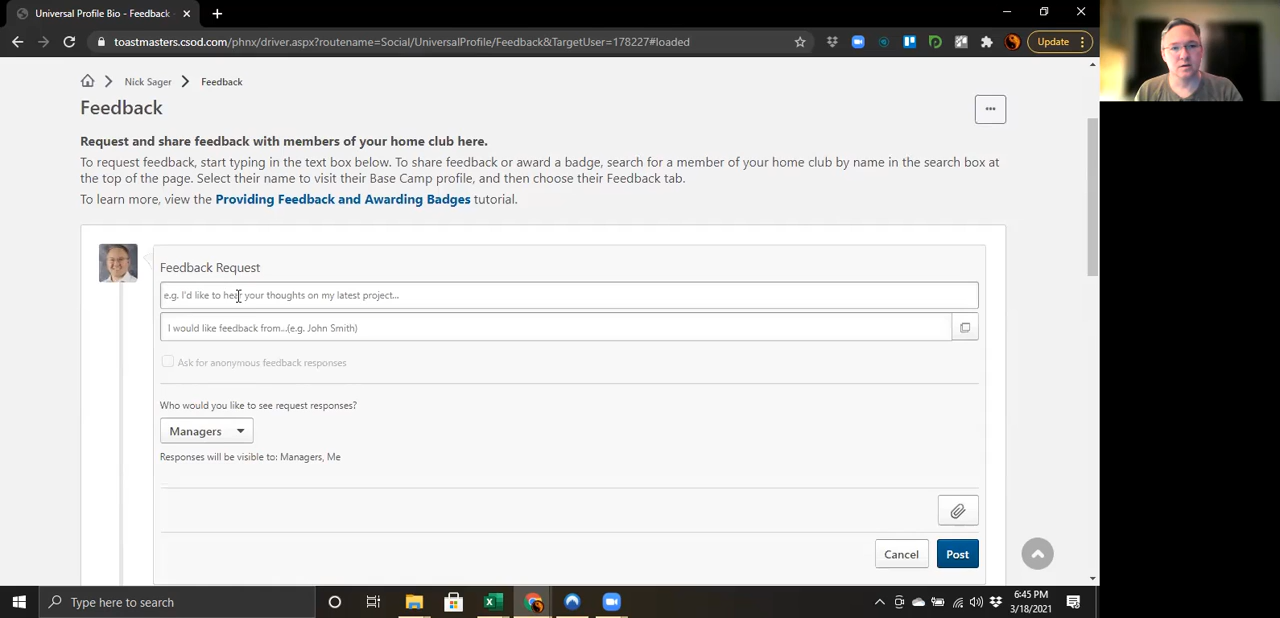 Universal Profile Bio - Feedback
toastmasters.csod.com/phnx/driver.aspx?routename=Social/UniversalProfile/Feedback&TargetUser=178227#loaded
Update
Nick Sager
Feedback
Feedback
Request and share feedback with members of your home club here.
To request feedback, start typing in the text box below. To share feedback or award a badge, search for a member of your home club by name in the search box at
the top of the page. Select their name to visit their Base Camp profile, and then choose their Feedback tab.
To learn more, view the Providing Feedback and Awarding Badges tutorial.
Feedback Request
e.g. I'd like to hear your thoughts on my latest project...
I would like feedback from...(e.g. John Smith)
Ask for anonymous feedback responses
Who would you like to see request responses?
Managers
Responses will be visible to: Managers, Me
Cancel
Post
Type here to search
6:45 PM
3/18/2021